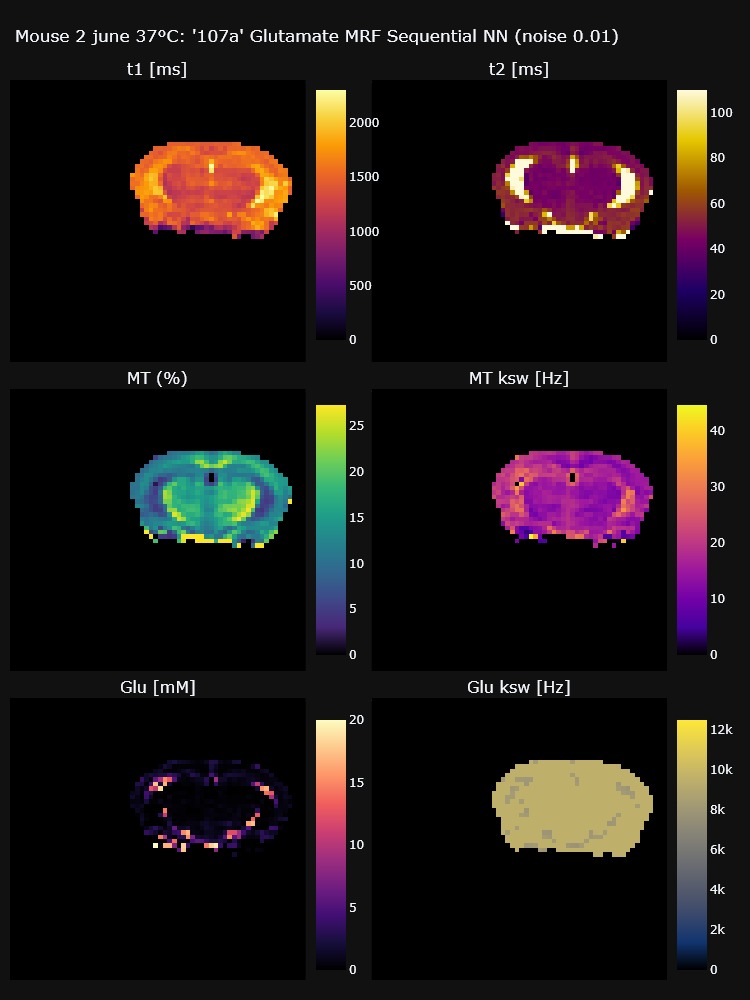 Mouse 2 june 37ºC: '107a' Glutamate MRF Sequential NN (noise 0.01)
t1 [ms]
t2 [ms]
2000
1500
1000
500
0
100
80
60
40
20
0
MT (%)
MT ksw [Hz]
25
20
15
10
5
0
40
30
20
10
0
Glu [mM]
Glu ksw [Hz]
20
15
10
5
0
12k
10k
8k
6k
4k
2k
0